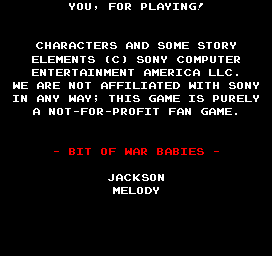 YOU, FOR PLAYING!
CHARACTERS AND SOME STORY
ELEMENTS (C) SONY COMPUTER
ENTERTAINMENT AMERICA LLC.
WE ARE NOT AFFILIATED WITH SONY
IN ANY WAY; THIS GAME IS PURELY
A NOT-FOR-PROFIT FAN GAME.
- BIT OF WAR BABIES -
JACKSON
MELODY